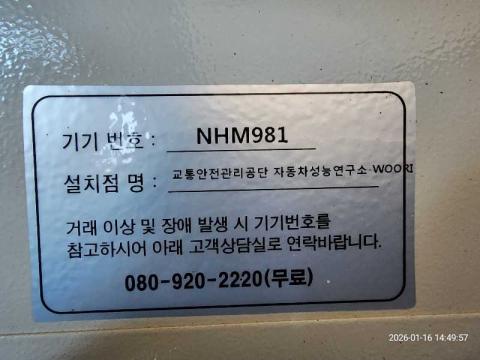 기기 번호 : NHM981
설치점 명 : 교통안전관리공단 자동차성능연구소 WOORI
거래 이상 및 장애 발생 시 기기번호를
참고하시어 아래 고객상담실로 연락바랍니다.
080-920-2220(무료)
2026-01-16 14:49:57